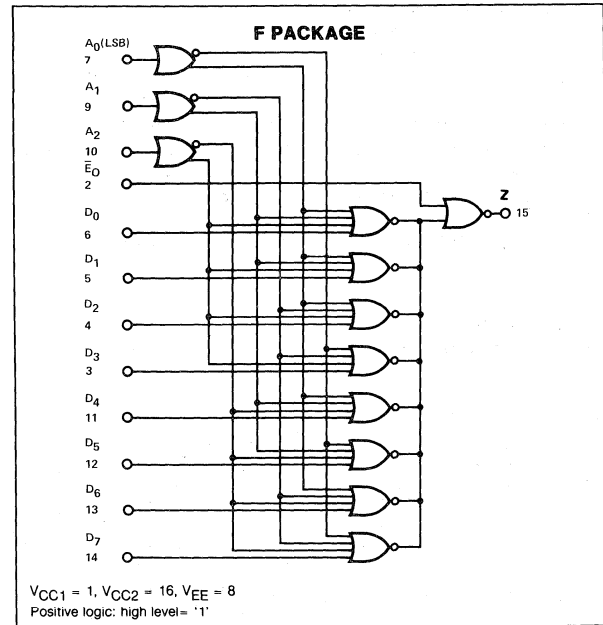 F PACKAGE
A0(LSB)
7
A1
9
A2
10
E̅O
2
Z
15
D0
6
D1
5
D2
4
D3
3
D4
11
D5
12
D6
13
D7
14
VCC1 = 1, VCC2 = 16, VEE = 8
Positive logic: high level= '1'